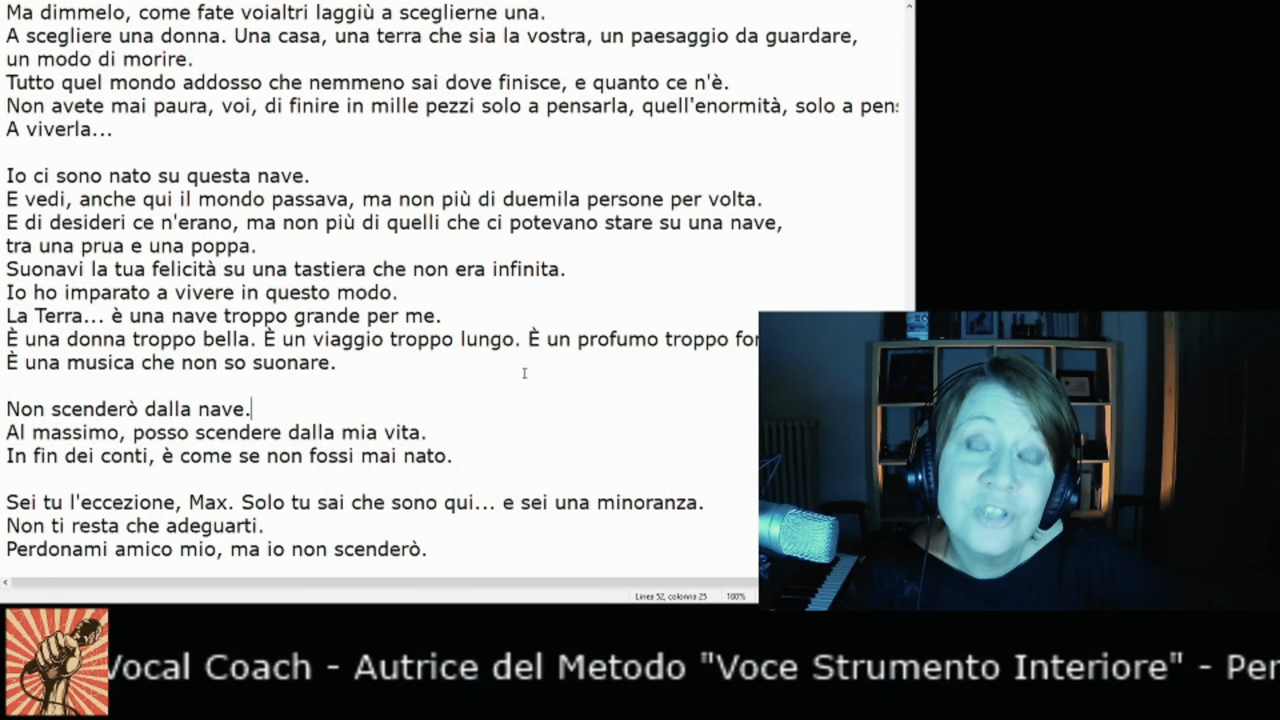 Ma dimmelo, come fate voialtri laggiù a sceglierne una.
A scegliere una donna. Una casa, una terra che sia la vostra, un paesaggio da guardare,
un modo di morire.
Tutto quel mondo addosso che nemmeno sai dove finisce, e quanto ce n'è.
Non avete mai paura, voi, di finire in mille pezzi solo a pensarla, quell'enormità, solo a
A viverla...
Io ci sono nato su questa nave.
E vedi, anche qui il mondo passava, ma non più di duemila persone per volta.
E di desideri ce n'erano, ma non più di quelli che ci potevano stare su una nave,
tra una prua e una poppa.
Suonavi la tua felicità su una tastiera che non era infinita.
Io ho imparato a vivere in questo modo.
La Terra... è una nave troppo grande per me.
È una donna troppo bella. È un viaggio troppo lungo. È un profumo troppo
È una musica che non so suonare.
Non scenderò dalla nave.
Al massimo, posso scendere dalla mia vita.
In fin dei conti, è come se non fossi mai nato.
Sei tu l'eccezione, Max. Solo tu sai che sono qui... e sei una minoranza.
Non ti resta che adeguarti.
Perdonami amico mio, ma io non scenderò.
Linea 52, colonna 25 100%
Vocal Coach - Autrice del Metodo "Voce Strumento Interiore" -